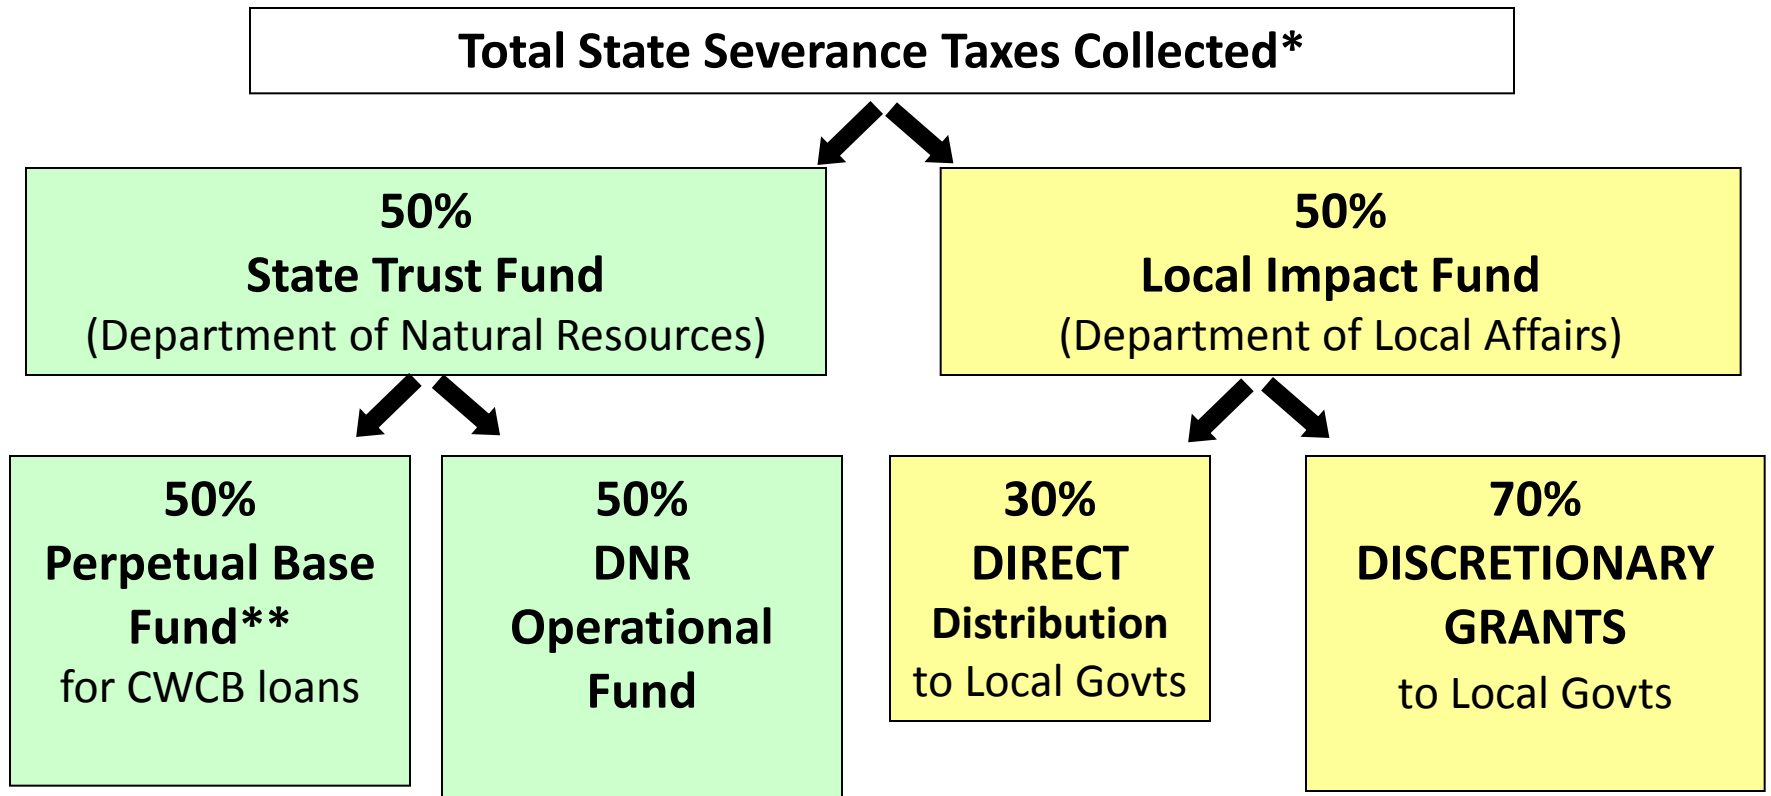 Total State Severance Taxes Collected*
50%
State Trust Fund
(Department of Natural Resources)
50%
Local Impact Fund
(Department of Local Affairs)
50%
Perpetual Base
Fund**
for CWCB loans
50%
DNR
Operational
Fund
30%
DIRECT
Distribution
to Local Govts
70%
DISCRETIONARY
GRANTS
to Local Govts